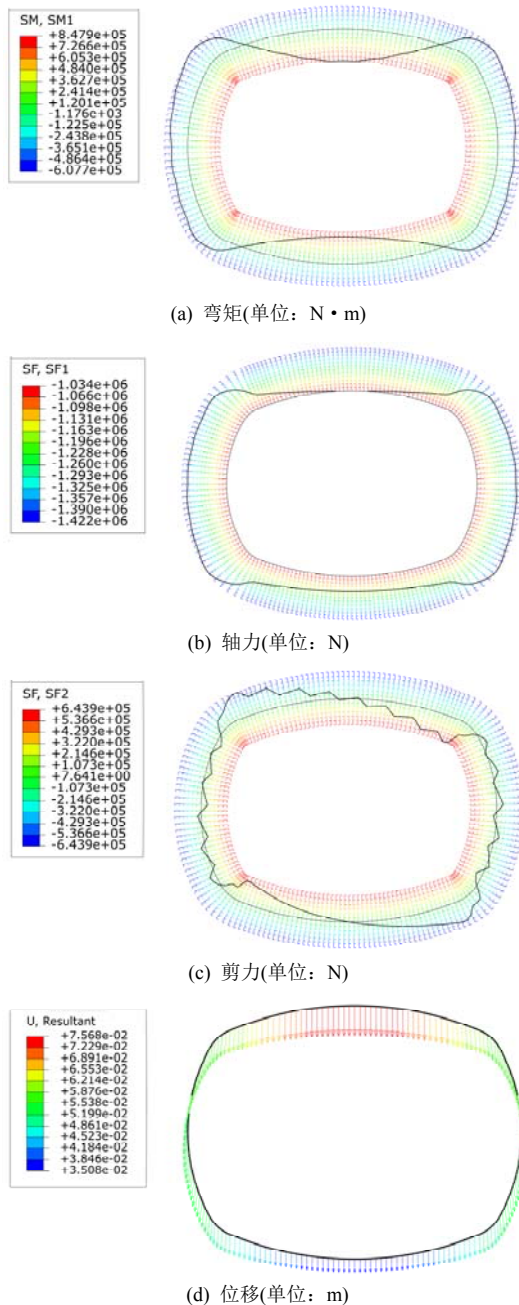 SM, SM1
+8.479e+05
+7.266e+05
+6.053e+05
+4.840e+05
+3.627e+05
+2.414e+05
+1.201e+05
-1.176e+03
-1.225e+05
-2.438e+05
-3.651e+05
-4.864e+05
-6.077e+05
(a) 弯矩(单位：N·m)
SF, SF1
-1.034e+06
-1.066e+06
-1.098e+06
-1.131e+06
-1.163e+06
-1.196e+06
-1.228e+06
-1.260e+06
-1.293e+06
-1.325e+06
-1.357e+06
-1.390e+06
-1.422e+06
(b) 轴力(单位：N)
SF, SF2
+6.439e+05
+5.366e+05
+4.293e+05
+3.220e+05
+2.146e+05
+1.073e+05
+7.641e+00
-1.073e+05
-2.146e+05
-3.220e+05
-4.293e+05
-5.366e+05
-6.439e+05
(c) 剪力(单位：N)
U, Resultant
+7.568e-02
+7.229e-02
+6.891e-02
+6.553e-02
+6.214e-02
+5.876e-02
+5.538e-02
+5.199e-02
+4.861e-02
+4.523e-02
+4.184e-02
+3.846e-02
+3.508e-02
(d) 位移(单位：m)